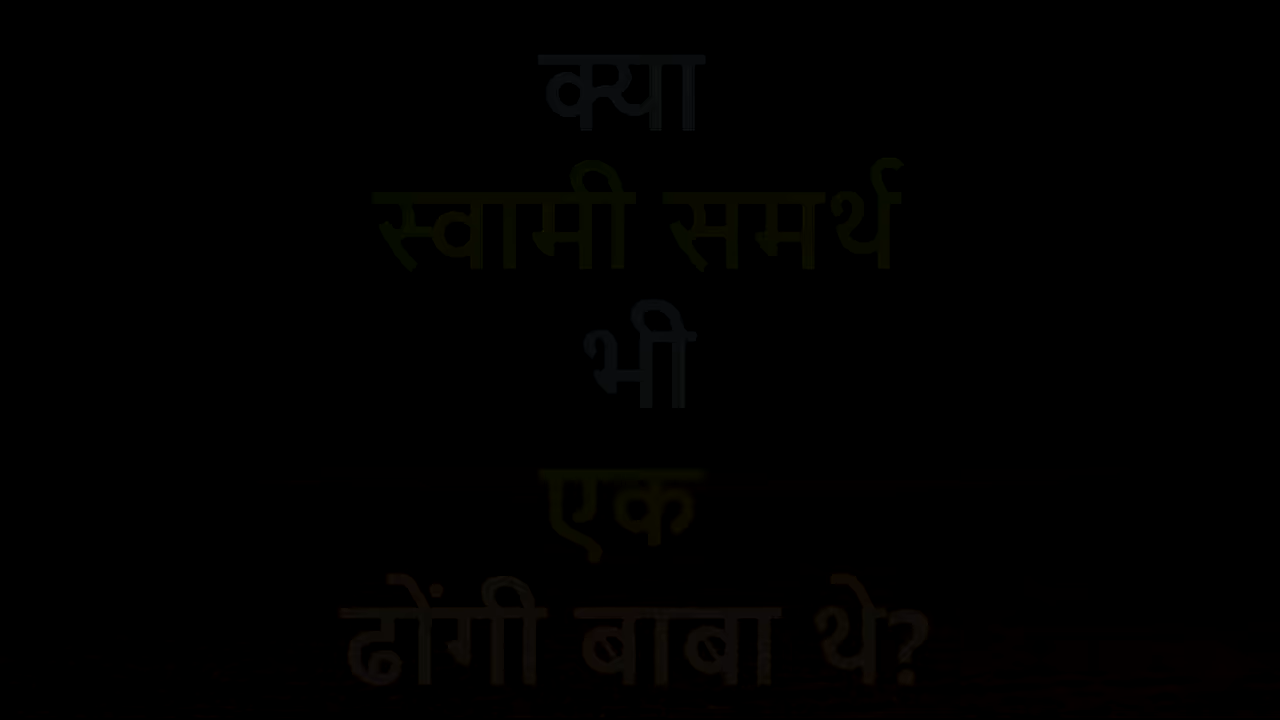 क्या
स्वामी समर्थ
भी
एक
ढोंगी बाबा थे?